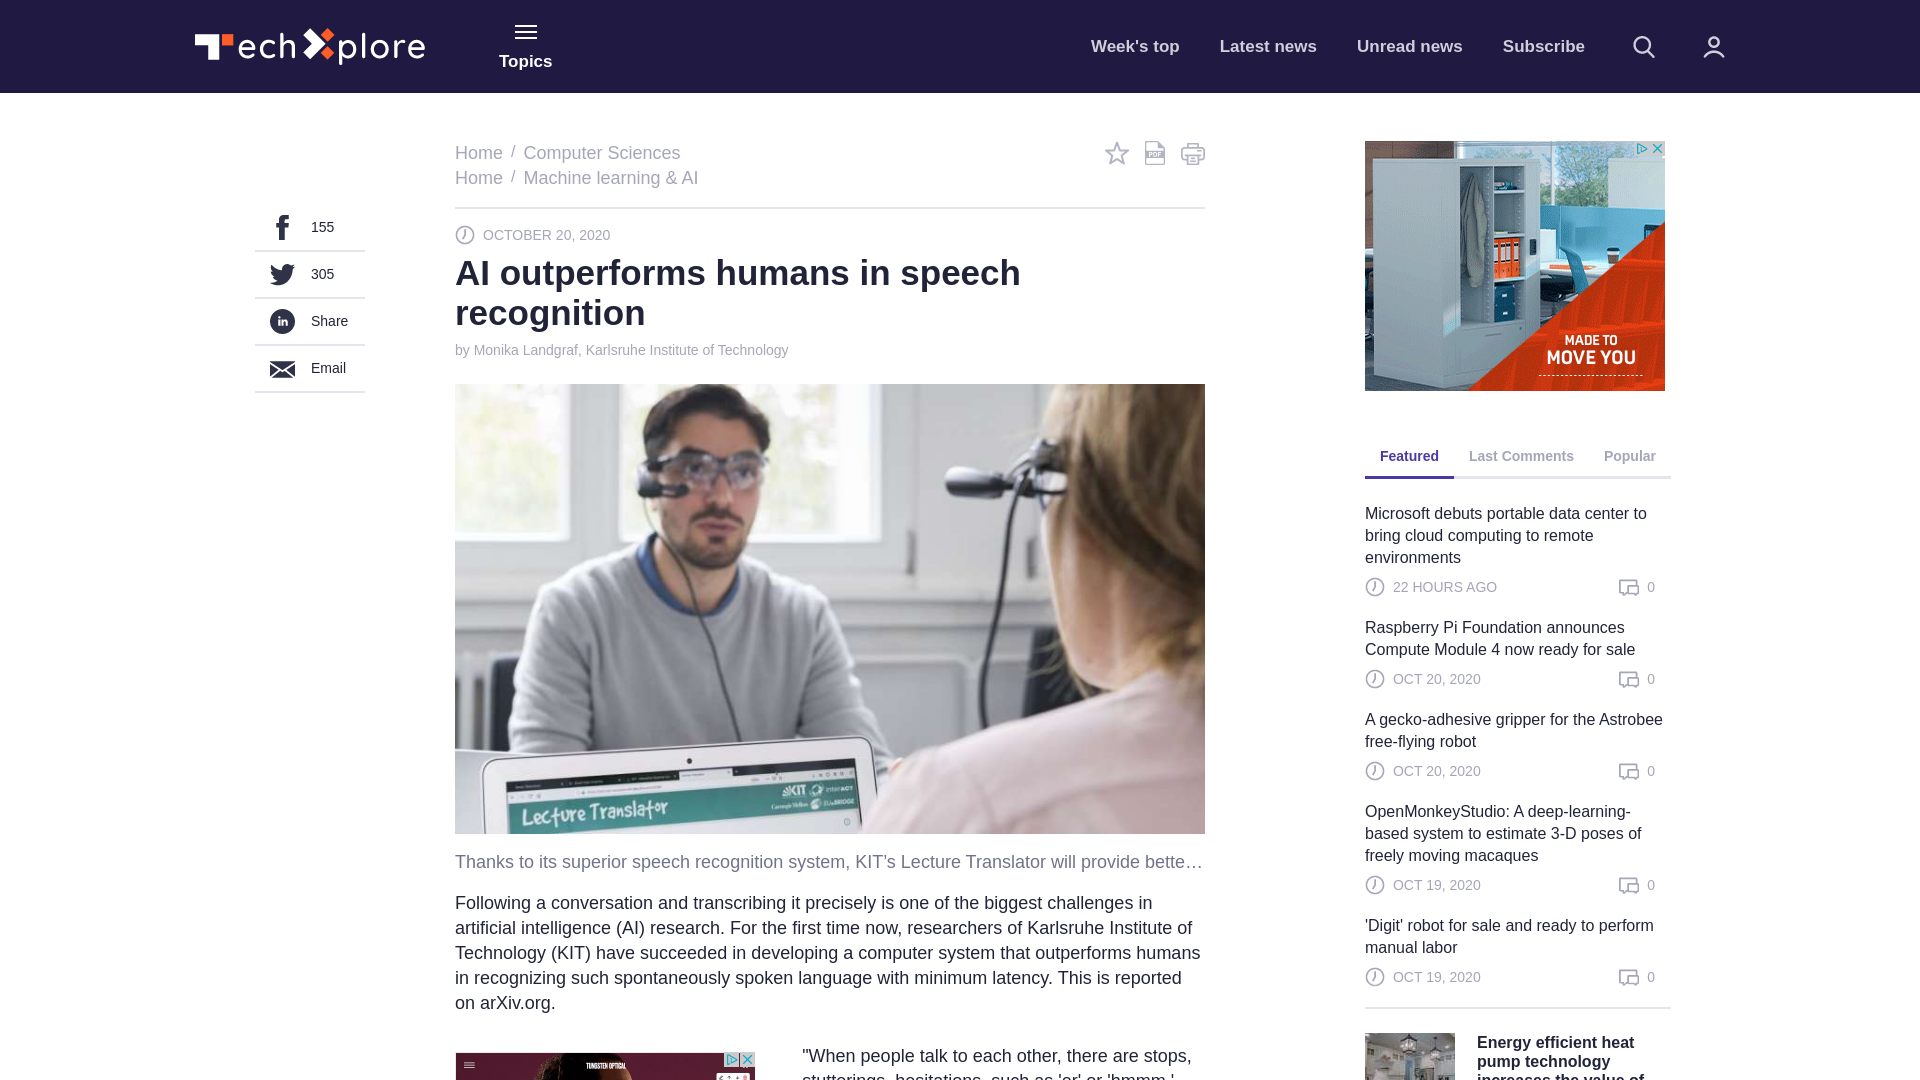 TechXplore
Topics
Week's top
Latest news
Unread news
Subscribe
Home / Computer Sciences
Home / Machine learning & AI
155
305
Share
Email
OCTOBER 20, 2020
AI outperforms humans in speech
recognition
by Monika Landgraf, Karlsruhe Institute of Technology
Lecture Translator
KIT
interACT
Carnegie Mellon
EU-BRIDGE
Thanks to its superior speech recognition system, KIT’s Lecture Translator will provide bette…
Following a conversation and transcribing it precisely is one of the biggest challenges in
artificial intelligence (AI) research. For the first time now, researchers of Karlsruhe Institute of
Technology (KIT) have succeeded in developing a computer system that outperforms humans
in recognizing such spontaneously spoken language with minimum latency. This is reported
on arXiv.org.
TUNGSTEN OPTICAL
"When people talk to each other, there are stops,
stutterings, hesitations, such as 'er' or 'hmmm,'
PDF
MADE TO
MOVE YOU
Featured
Last Comments
Popular
Microsoft debuts portable data center to
bring cloud computing to remote
environments
22 HOURS AGO
0
Raspberry Pi Foundation announces
Compute Module 4 now ready for sale
OCT 20, 2020
0
A gecko-adhesive gripper for the Astrobee
free-flying robot
OCT 20, 2020
0
OpenMonkeyStudio: A deep-learning-
based system to estimate 3-D poses of
freely moving macaques
OCT 19, 2020
0
'Digit' robot for sale and ready to perform
manual labor
OCT 19, 2020
0
Energy efficient heat
pump technology
increases the value of